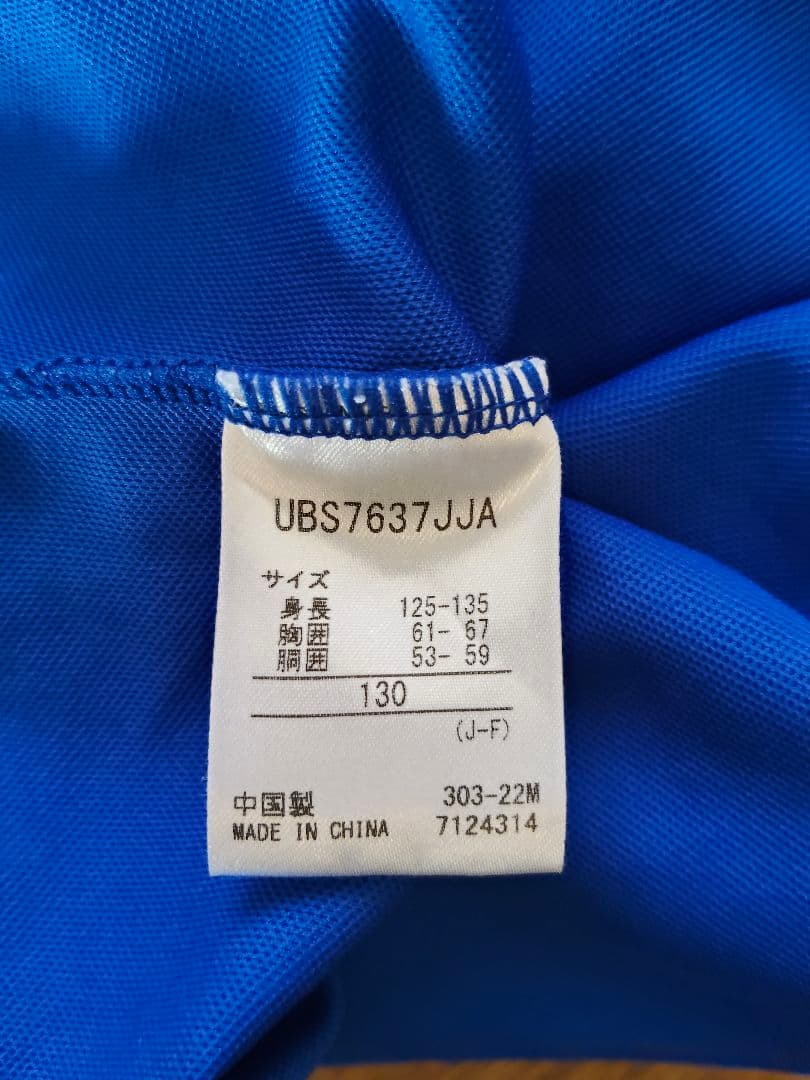 UBS7637JJA
サイズ
身長 125-135
胸囲 61- 67
胴囲 53- 59
130
(J-F)
中国製 303-22M
MADE IN CHINA 7124314